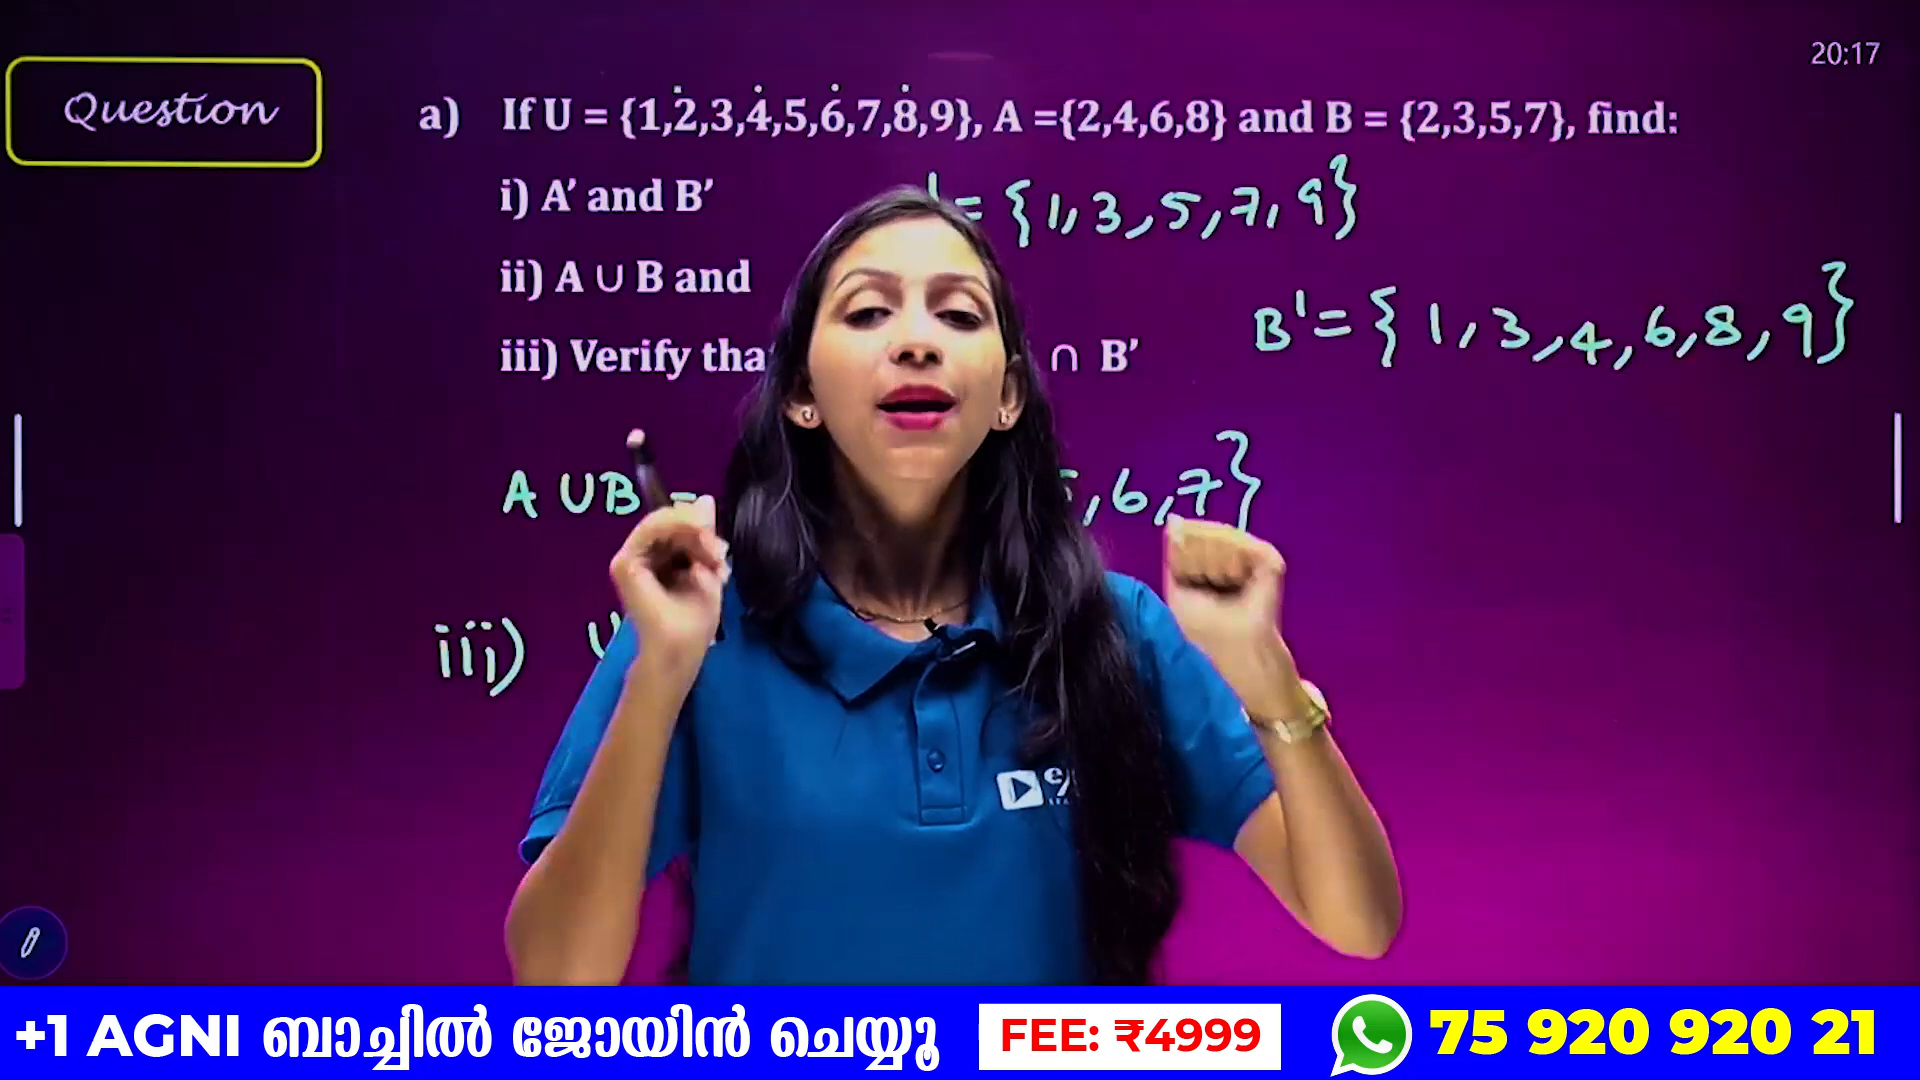 20:17
Question
a) If U = {1,2,3,4,5,6,7,8,9}, A ={2,4,6,8} and B = {2,3,5,7}, find:
i) A′ and B′
= {1,3,5,7,9}
ii) A ∪ B and
B' = {1,3,4,6,8,9}
iii) Verify tha
∩ B′
A ∪ B =
,6,7}
iii)
+1 AGNI ബാച്ചിൽ ജോയിൻ ചെയ്യൂ
FEE: ₹4999
75 920 920 21